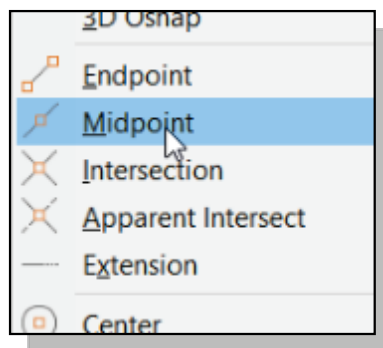 3D Osnap
Endpoint
Midpoint
Intersection
Apparent Intersect
Extension
Center